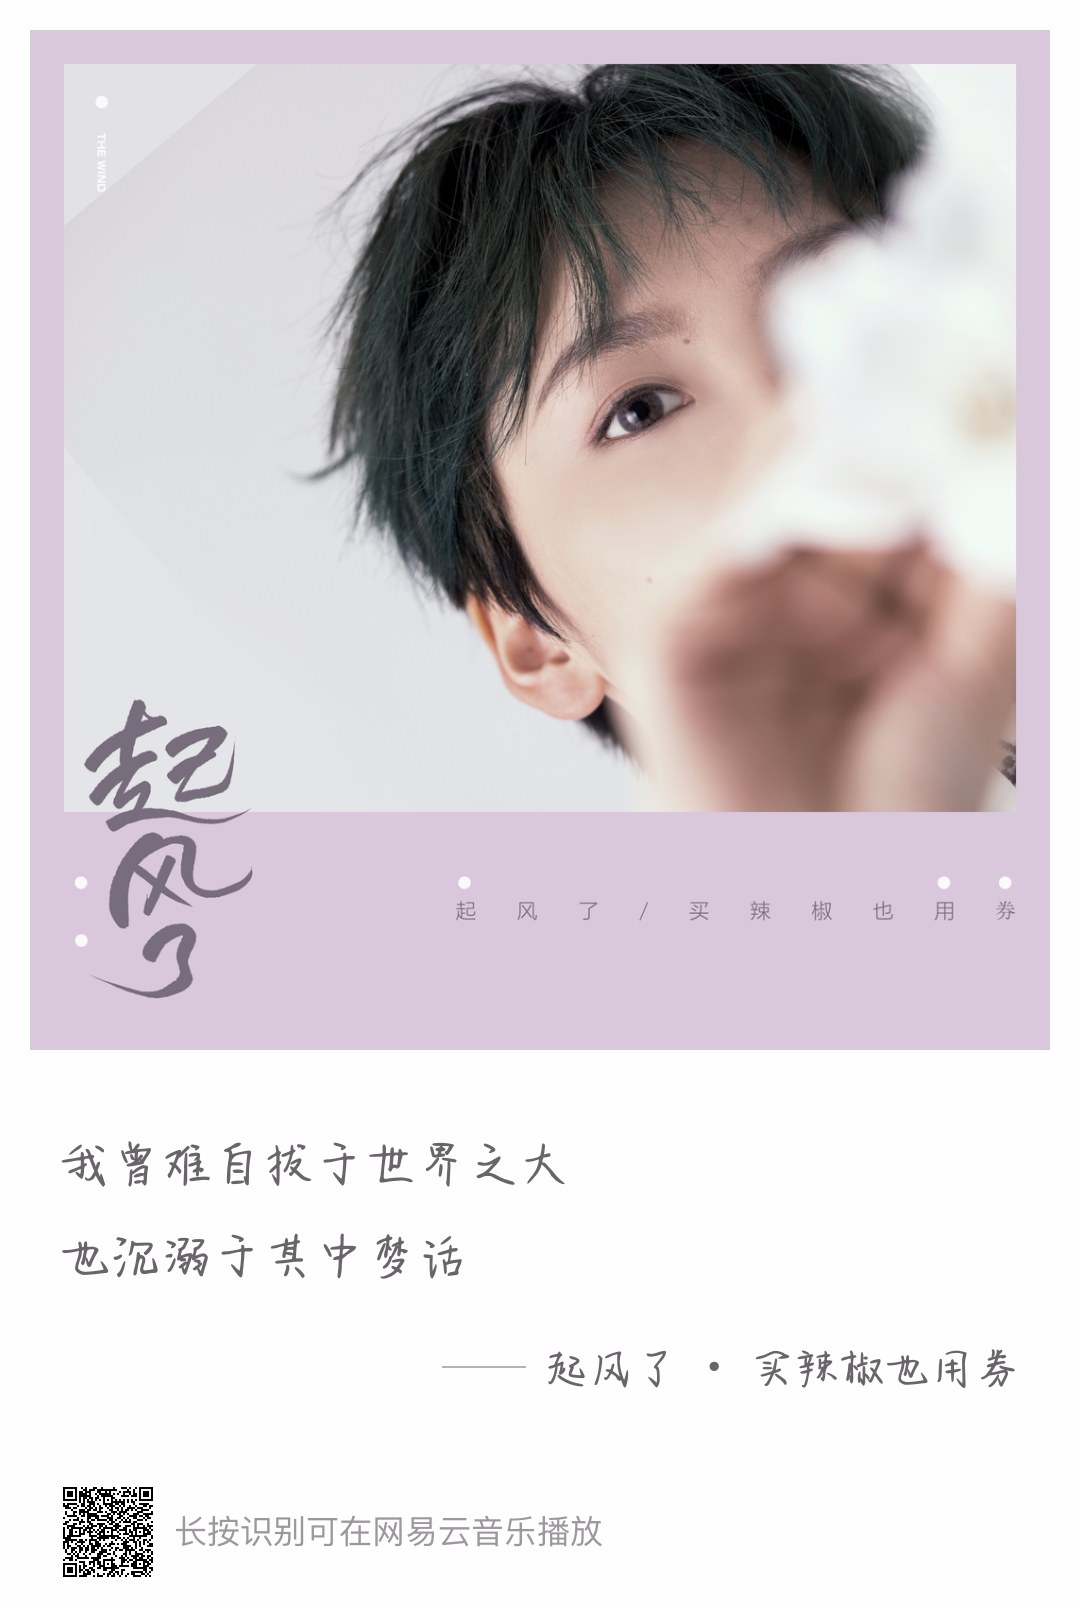 THE WIND
起风了
起风了/买辣椒也用券
我曾难自拔于世界之大
也沉溺于其中梦话
—— 起风了 • 买辣椒也用券
长按识别可在网易云音乐播放